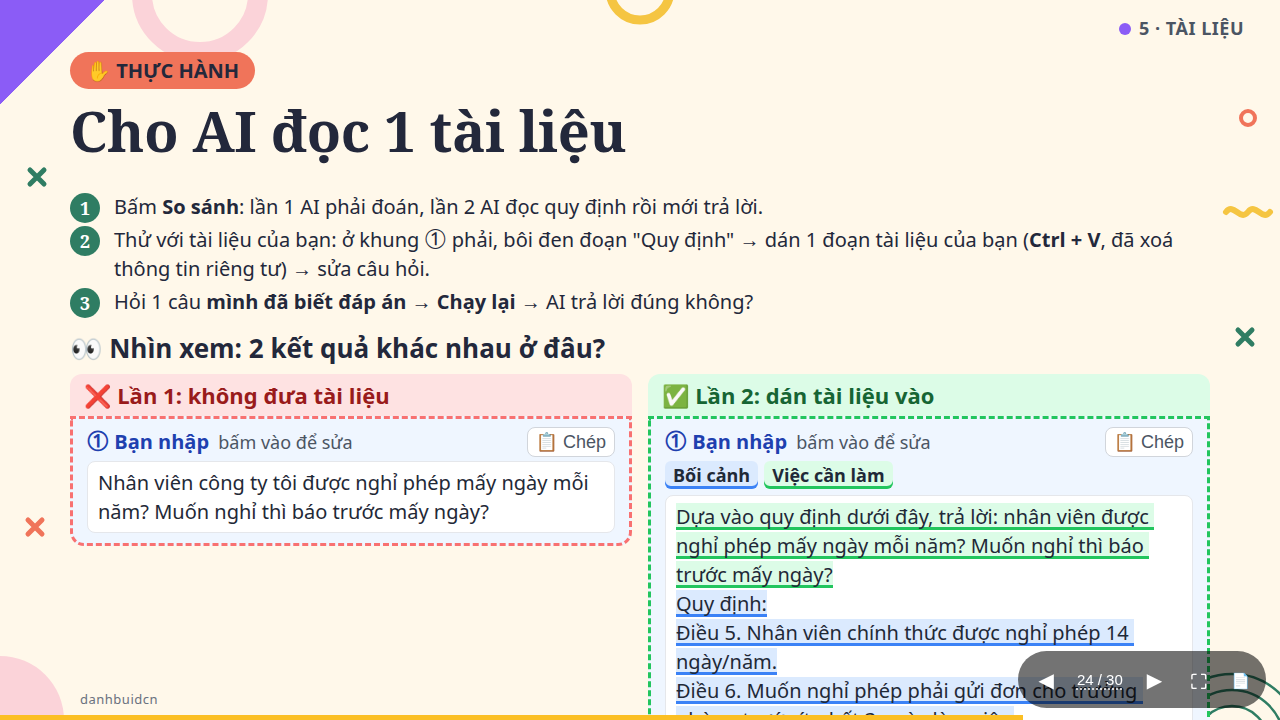 5 · TÀI LIỆU
✋ THỰC HÀNH
Cho AI đọc 1 tài liệu
1 Bấm So sánh: lần 1 AI phải đoán, lần 2 AI đọc quy định rồi mới trả lời.
2 Thử với tài liệu của bạn: ở khung ① phải, bôi đen đoạn "Quy định" → dán 1 đoạn tài liệu của bạn (Ctrl + V, đã xoá
thông tin riêng tư) → sửa câu hỏi.
3 Hỏi 1 câu mình đã biết đáp án → Chạy lại → AI trả lời đúng không?
👀 Nhìn xem: 2 kết quả khác nhau ở đâu?
❌ Lần 1: không đưa tài liệu
① Bạn nhập bấm vào để sửa
📋 Chép
Nhân viên công ty tôi được nghỉ phép mấy ngày mỗi
năm? Muốn nghỉ thì báo trước mấy ngày?
✅ Lần 2: dán tài liệu vào
① Bạn nhập bấm vào để sửa
📋 Chép
Bối cảnh Việc cần làm
Dựa vào quy định dưới đây, trả lời: nhân viên được
nghỉ phép mấy ngày mỗi năm? Muốn nghỉ thì báo
trước mấy ngày?
Quy định:
Điều 5. Nhân viên chính thức được nghỉ phép 14
ngày/năm.
Điều 6. Muốn nghỉ phép phải gửi đơn cho trưởng
24 / 30
danhbuidcn